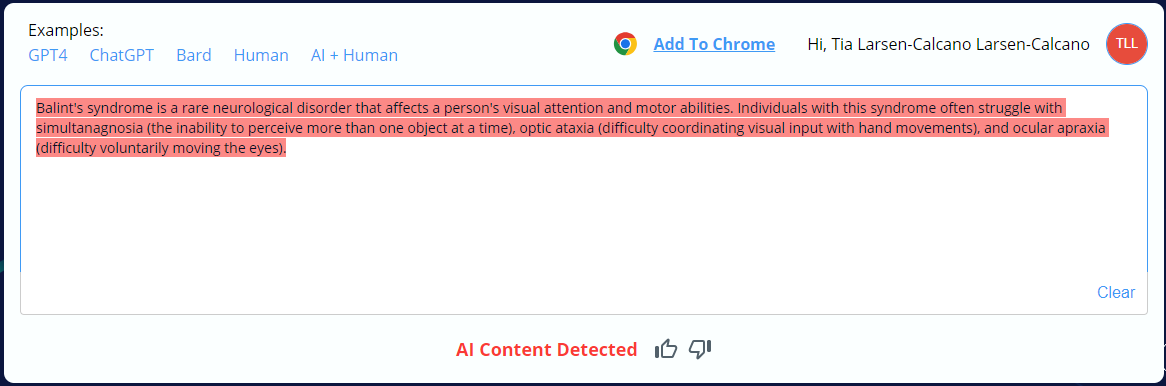 Examples:
GPT4 ChatGPT Bard Human AI + Human
Add To Chrome
Hi, Tia Larsen-Calcano Larsen-Calcano
TLL
Balint's syndrome is a rare neurological disorder that affects a person's visual attention and motor abilities. Individuals with this syndrome often struggle with
simultanagnosia (the inability to perceive more than one object at a time), optic ataxia (difficulty coordinating visual input with hand movements), and ocular apraxia
(difficulty voluntarily moving the eyes).
Clear
AI Content Detected